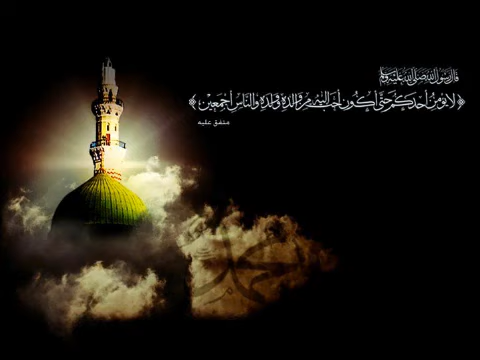 قال رسول الله صلى الله عليه وسلم
﴿ لا يؤمن أحدكم حتى أكون أحب إليه من والده وولده والناس أجمعين ﴾
متفق عليه
محمد